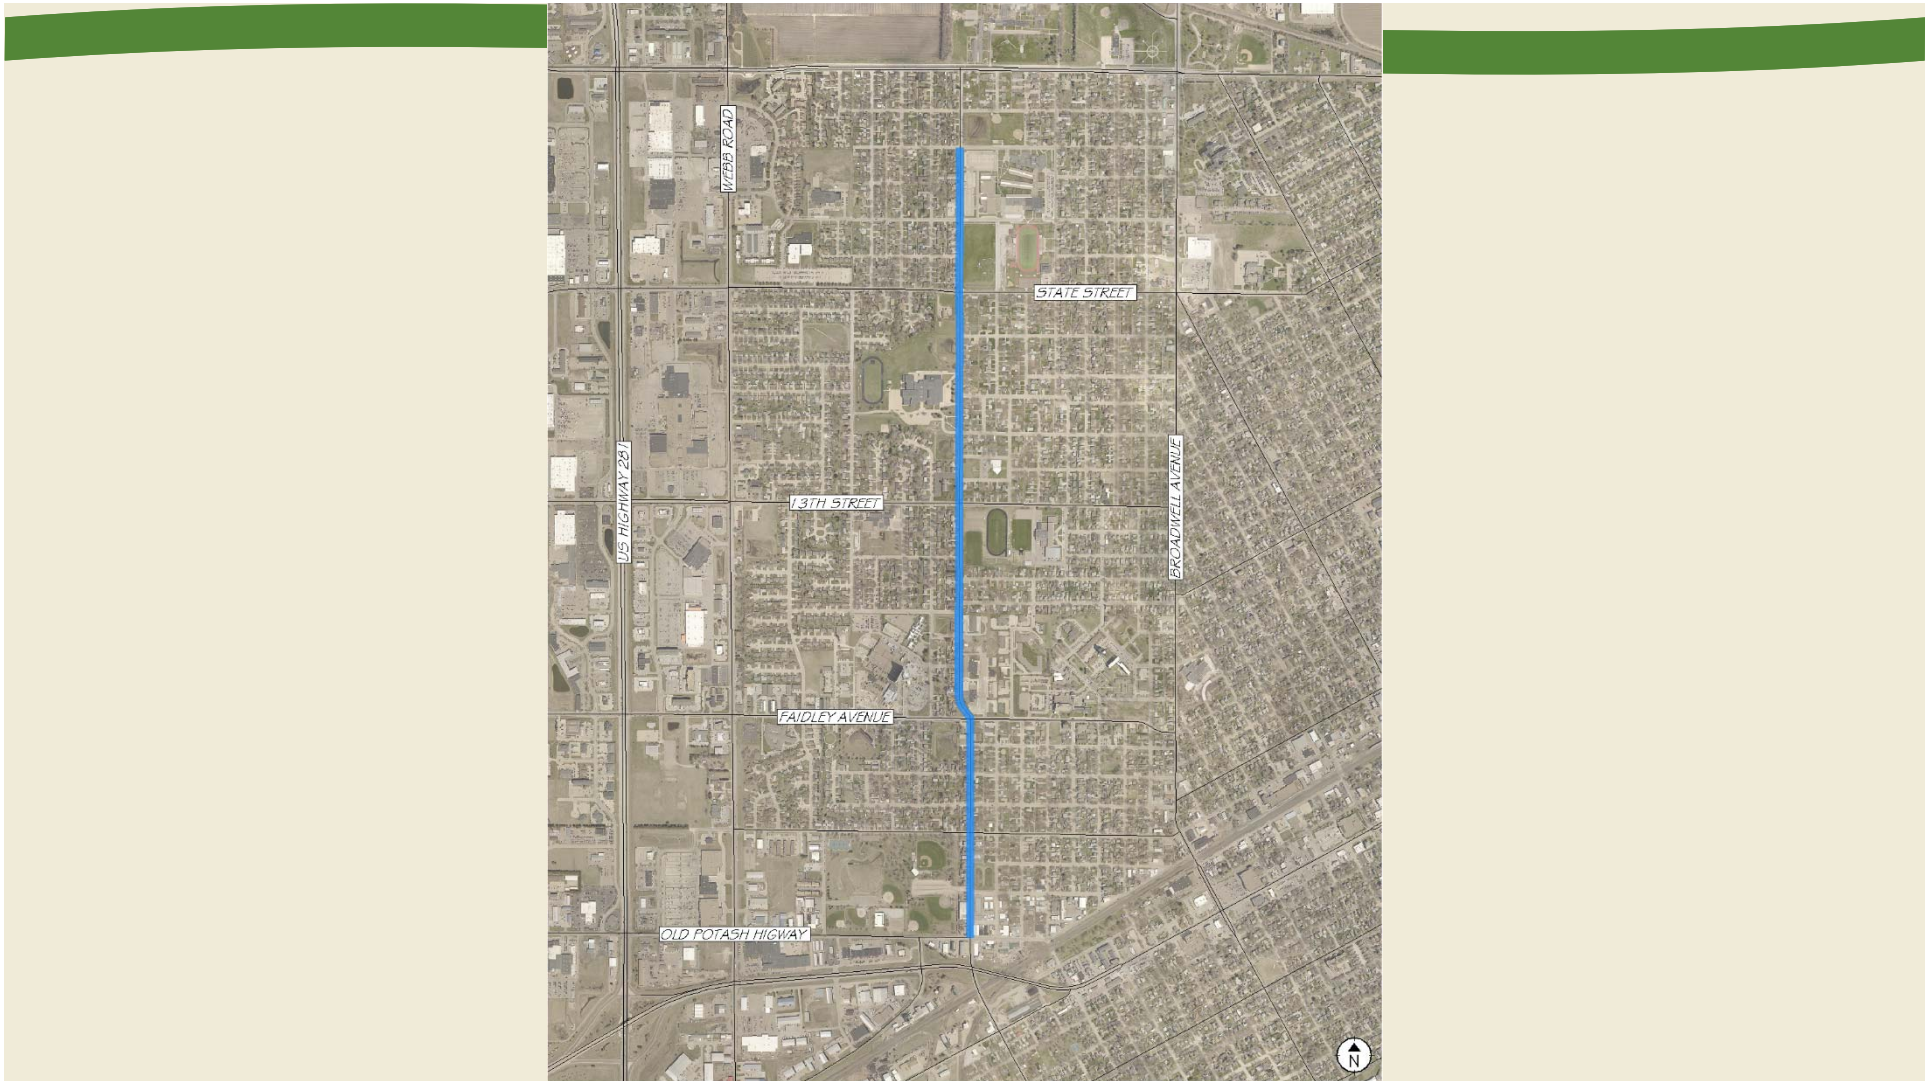 WEBB ROAD
STATE STREET
US HIGHWAY 281
13TH STREET
BROADWELL AVENUE
FAIDLEY AVENUE
OLD POTASH HIGWAY
N